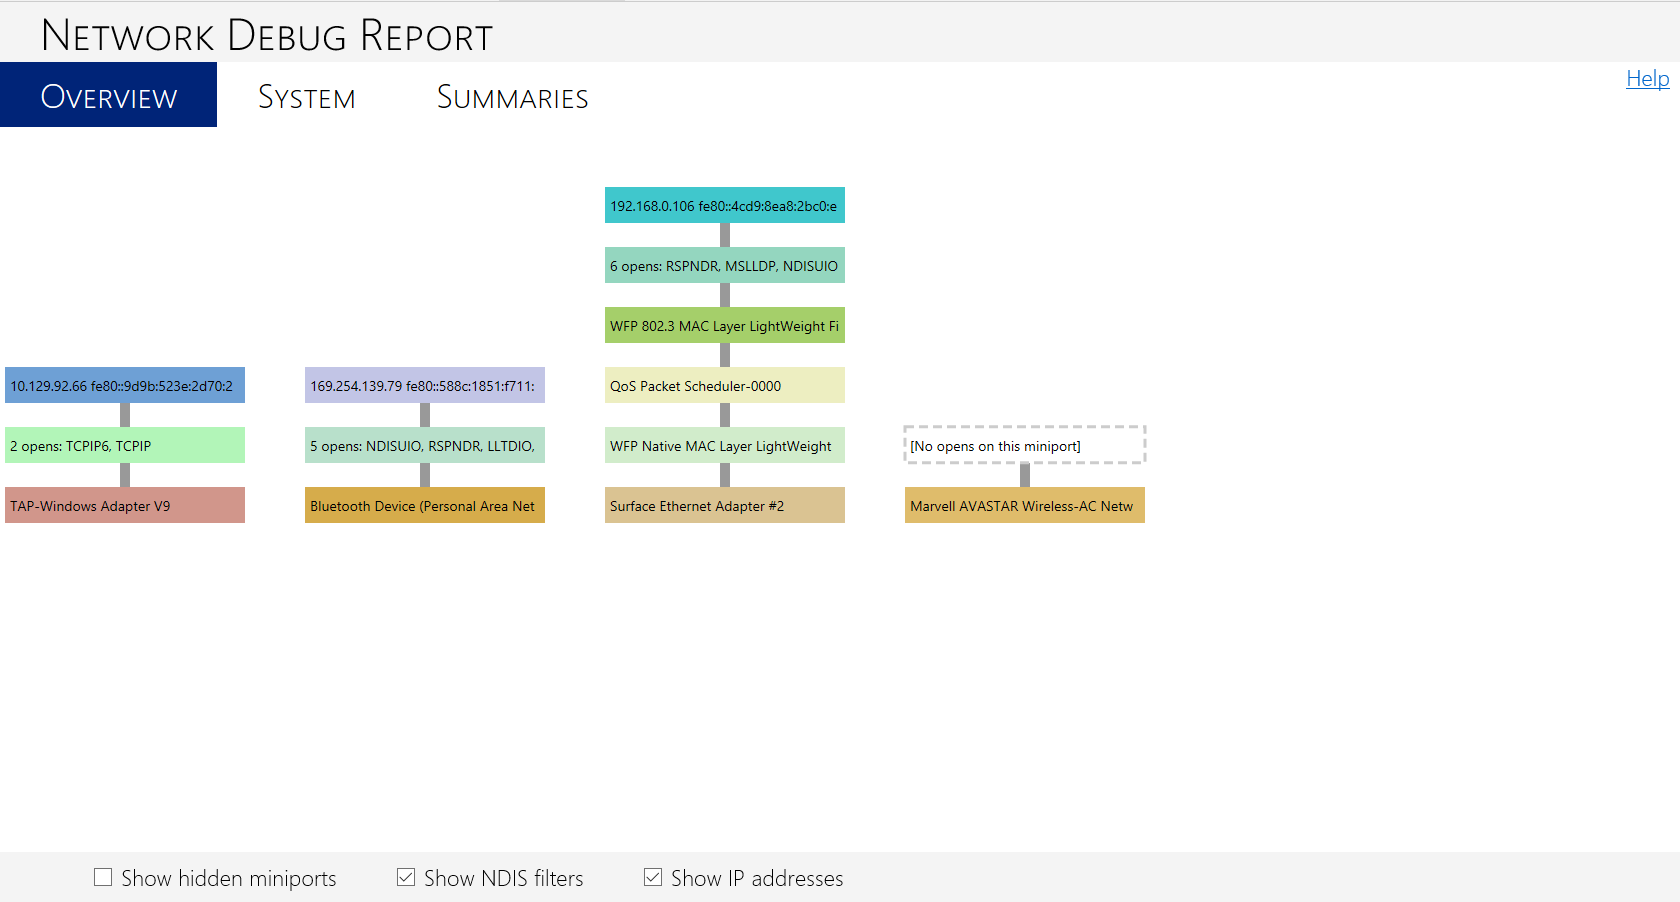 Network Debug Report
Overview
System
Summaries
Help
192.168.0.106 fe80::4cd9:8ea8:2bc0:e
6 opens: RSPNDR, MSLLDP, NDISUIO
WFP 802.3 MAC Layer LightWeight Fi
10.129.92.66 fe80::9d9b:523e:2d70:2
169.254.139.79 fe80::588c:1851:f711:
QoS Packet Scheduler-0000
2 opens: TCPIP6, TCPIP
5 opens: NDISUIO, RSPNDR, LLTDIO,
WFP Native MAC Layer LightWeight
[No opens on this miniport]
TAP-Windows Adapter V9
Bluetooth Device (Personal Area Net
Surface Ethernet Adapter #2
Marvell AVASTAR Wireless-AC Netw
Show hidden miniports
Show NDIS filters
Show IP addresses